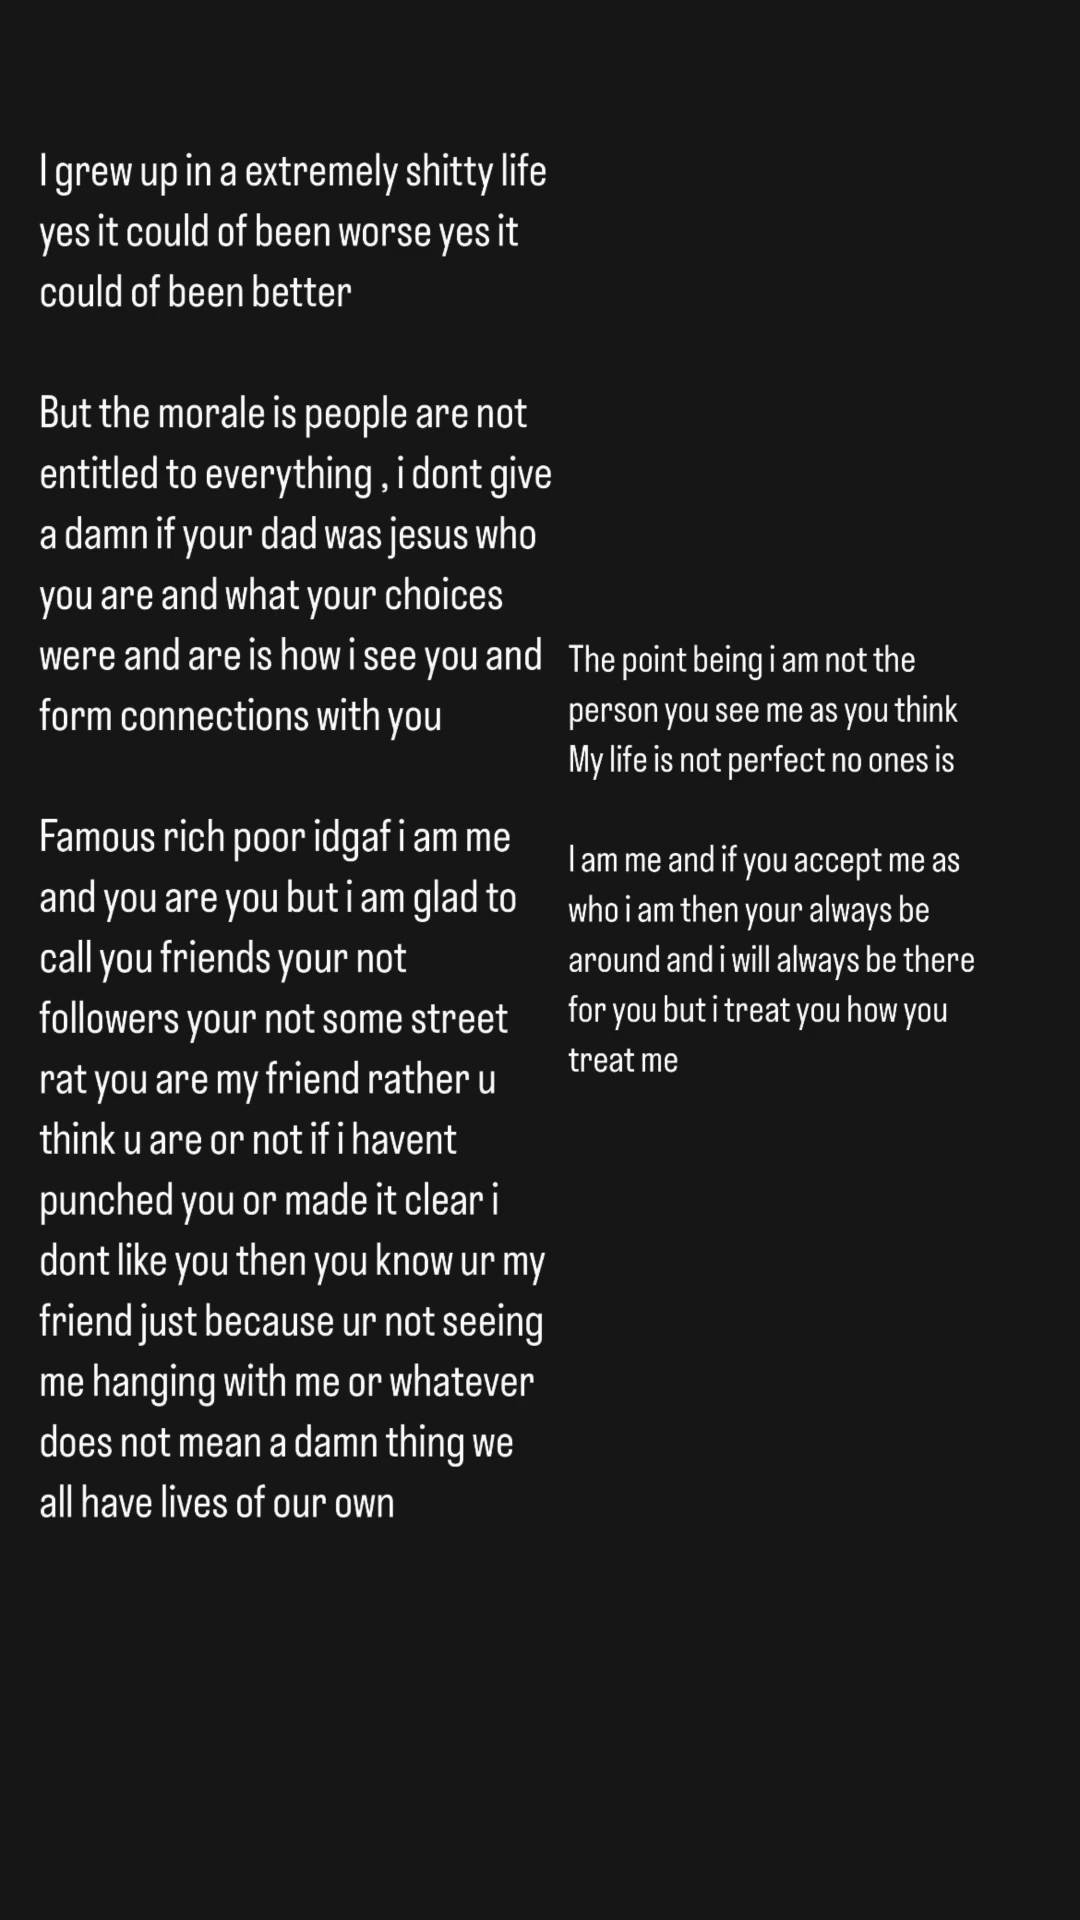 I grew up in a extremely shitty life
yes it could of been worse yes it
could of been better
But the morale is people are not
entitled to everything , i dont give
a damn if your dad was jesus who
you are and what your choices
were and are is how i see you and
form connections with you
Famous rich poor idgaf i am me
and you are you but i am glad to
call you friends your not
followers your not some street
rat you are my friend rather u
think u are or not if i havent
punched you or made it clear i
dont like you then you know ur my
friend just because ur not seeing
me hanging with me or whatever
does not mean a damn thing we
all have lives of our own
The point being i am not the
person you see me as you think
My life is not perfect no ones is
I am me and if you accept me as
who i am then your always be
around and i will always be there
for you but i treat you how you
treat me